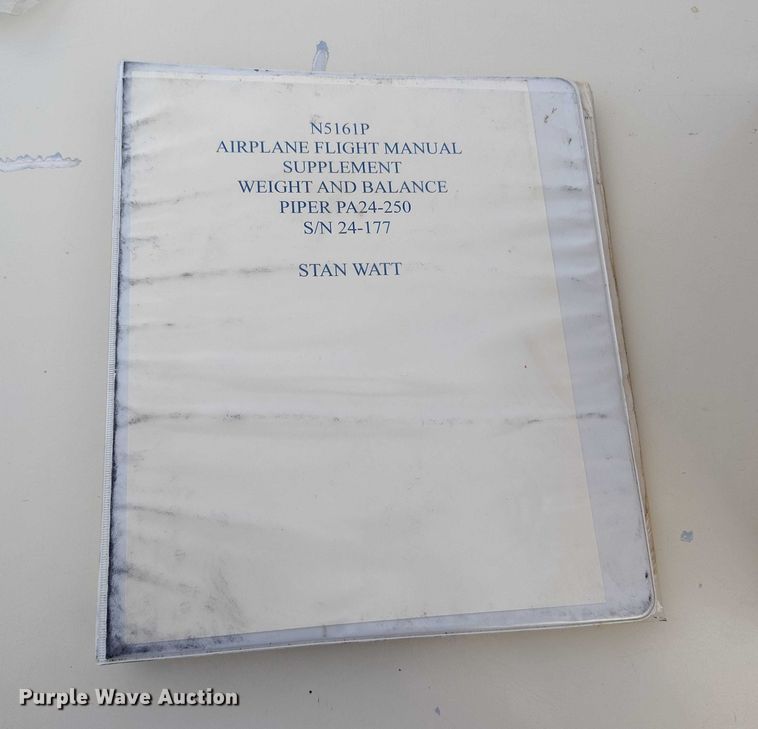 N5161P
AIRPLANE FLIGHT MANUAL
SUPPLEMENT
WEIGHT AND BALANCE
PIPER PA24-250
S/N 24-177
STAN WATT
Purple Wave Auction